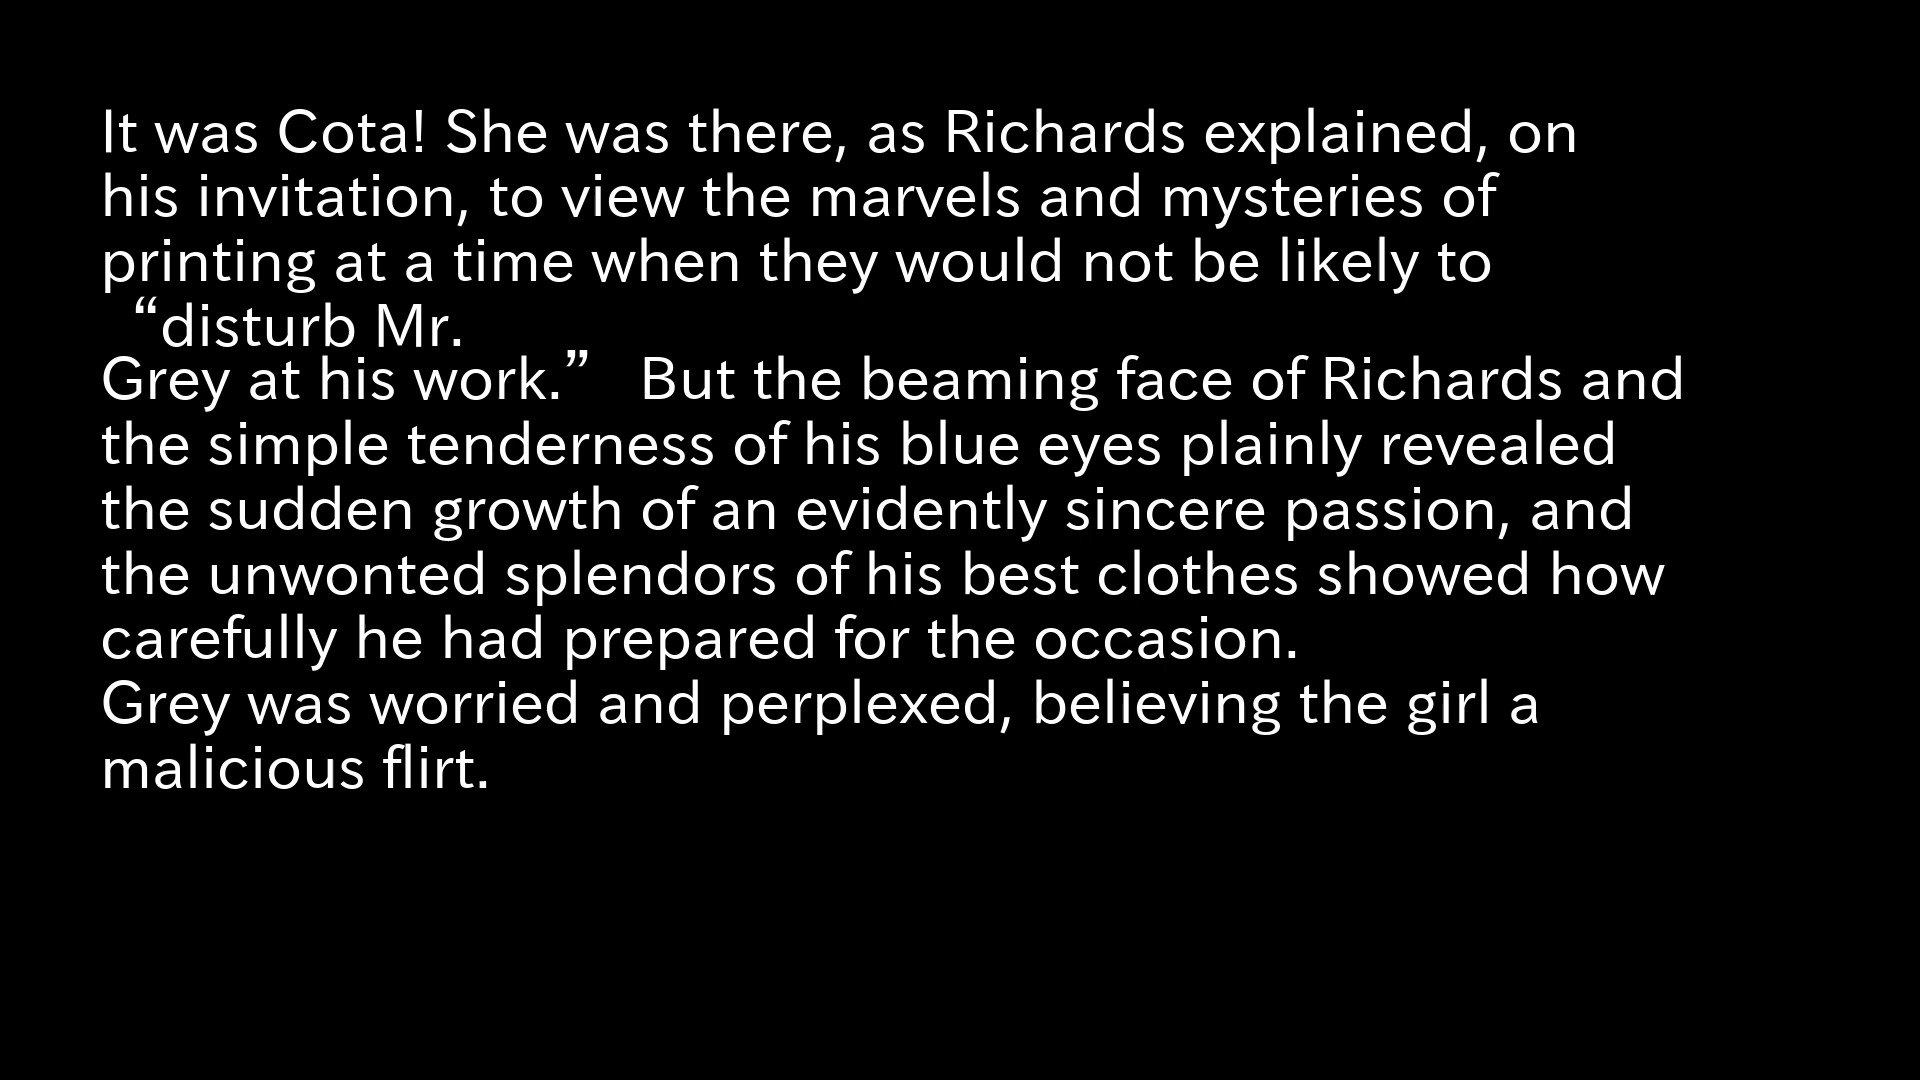 It was Cota! She was there, as Richards explained, on
his invitation, to view the marvels and mysteries of
printing at a time when they would not be likely to
“disturb Mr.
Grey at his work.” But the beaming face of Richards and
the simple tenderness of his blue eyes plainly revealed
the sudden growth of an evidently sincere passion, and
the unwonted splendors of his best clothes showed how
carefully he had prepared for the occasion.
Grey was worried and perplexed, believing the girl a
malicious flirt.